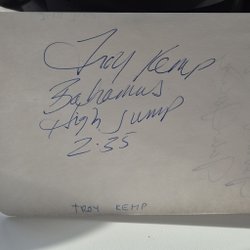 Troy Kemp
Bahamas
High Jump
2.35
TROY KEMP